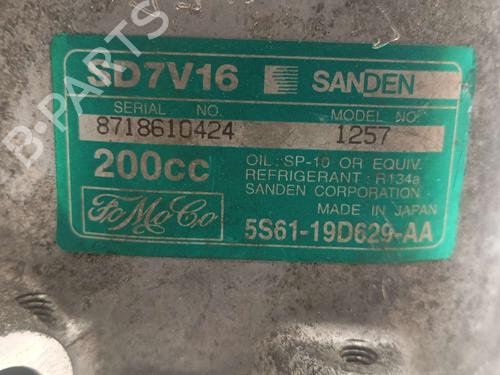 SD7V16 SANDEN
SERIAL NO. MODEL NO.
8718610424 1257
200cc OIL: SP-10 OR EQUIV.
REFRIGERANT: R134a
SANDEN CORPORATION
MADE IN JAPAN
FoMoCo 5S61-19D629-AA
B-PARTS